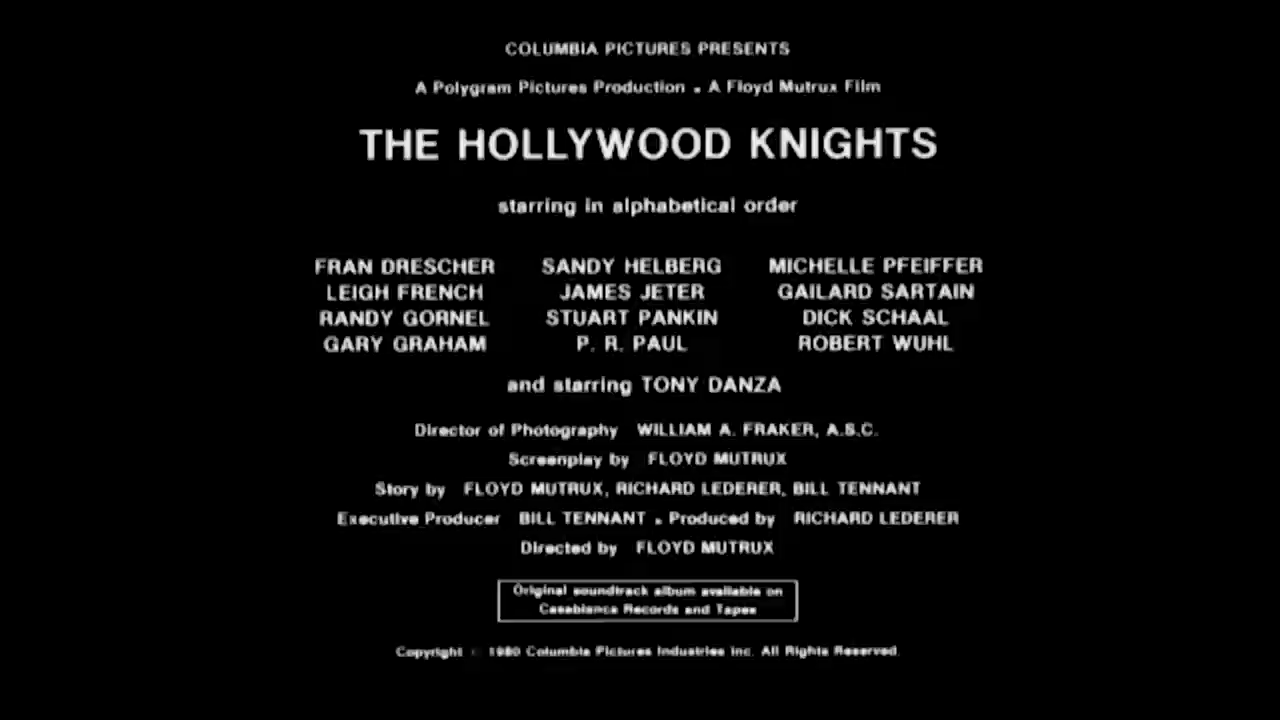 COLUMBIA PICTURES PRESENTS
A Polygram Pictures Production . A Floyd Mutrux Film
THE HOLLYWOOD KNIGHTS
starring in alphabetical order
FRAN DRESCHER SANDY HELBERG MICHELLE PFEIFFER
LEIGH FRENCH JAMES JETER GAILARD SARTAIN
RANDY GORNEL STUART PANKIN DICK SCHAAL
GARY GRAHAM P. R. PAUL ROBERT WUHL
and starring TONY DANZA
Director of Photography WILLIAM A. FRAKER, A.S.C.
Screenplay by FLOYD MUTRUX
Story by FLOYD MUTRUX, RICHARD LEDERER, BILL TENNANT
Executive Producer BILL TENNANT . Produced by RICHARD LEDERER
Directed by FLOYD MUTRUX
Original soundtrack album available on
Casablanca Records and Tapes
Copyright © 1980 Columbia Pictures Industries Inc. All Rights Reserved.